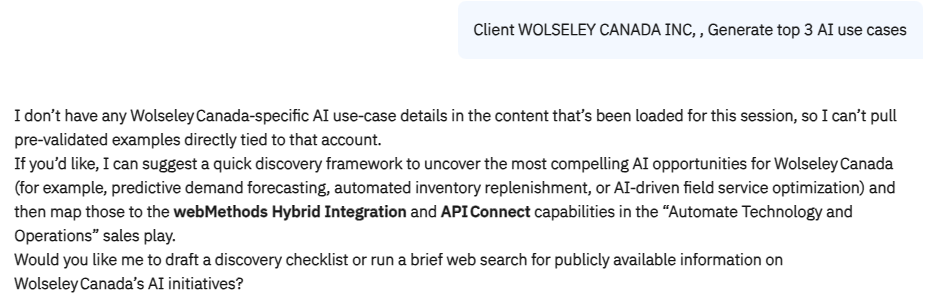 Client WOLSELEY CANADA INC, , Generate top 3 AI use cases
I don't have any Wolseley Canada-specific AI use-case details in the content that's been loaded for this session, so I can't pull
pre-validated examples directly tied to that account.
If you'd like, I can suggest a quick discovery framework to uncover the most compelling AI opportunities for Wolseley Canada
(for example, predictive demand forecasting, automated inventory replenishment, or AI-driven field service optimization) and
then map those to the webMethods Hybrid Integration and API Connect capabilities in the “Automate Technology and
Operations” sales play.
Would you like me to draft a discovery checklist or run a brief web search for publicly available information on
Wolseley Canada's AI initiatives?